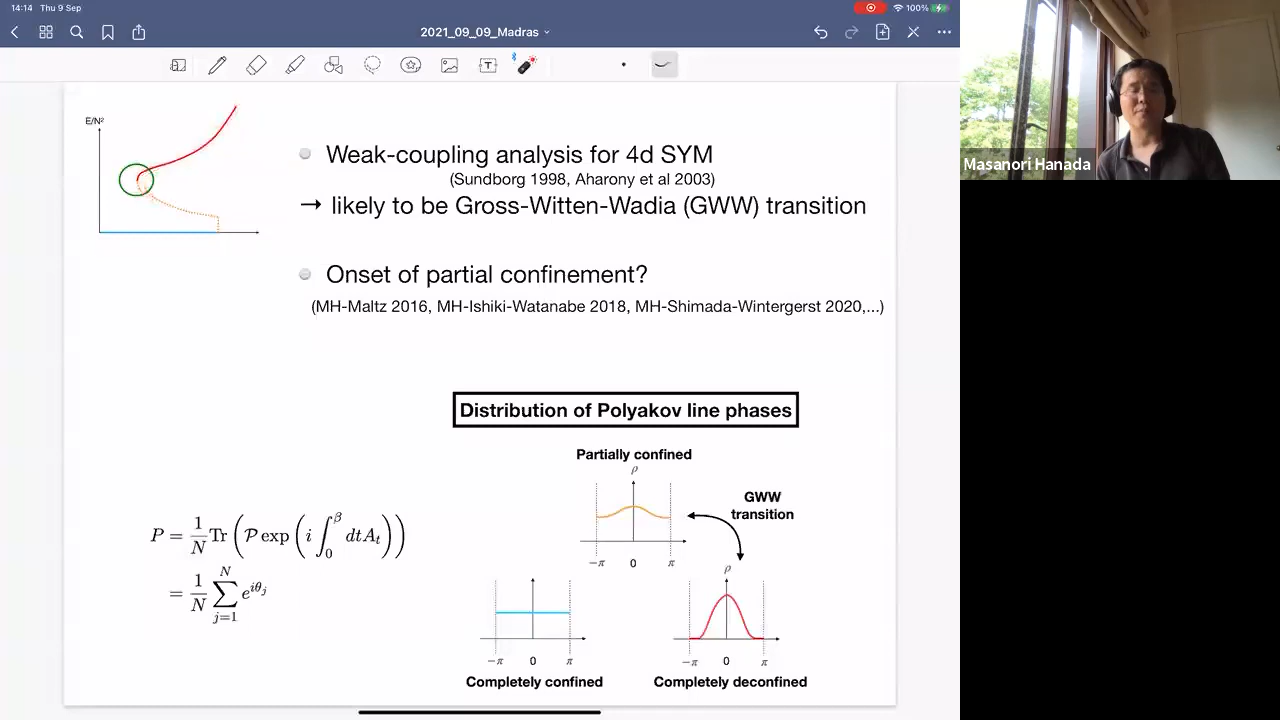 14:14 Thu 9 Sep
100%
2021_09_09_Madras
T
E/N²
Weak-coupling analysis for 4d SYM
(Sundborg 1998, Aharony et al 2003)
→ likely to be Gross-Witten-Wadia (GWW) transition
Onset of partial confinement?
(MH-Maltz 2016, MH-Ishiki-Watanabe 2018, MH-Shimada-Wintergerst 2020,...)
Distribution of Polyakov line phases
Partially confined
ρ
GWW
transition
−π 0 π
P = 1/N Tr(𝒫 exp(i ∫₀^β dtA_t))
= 1/N ∑_{j=1}^{N} e^{iθ_j}
ρ
−π 0 π
−π 0 π
Completely confined
Completely deconfined
Masanori Hanada